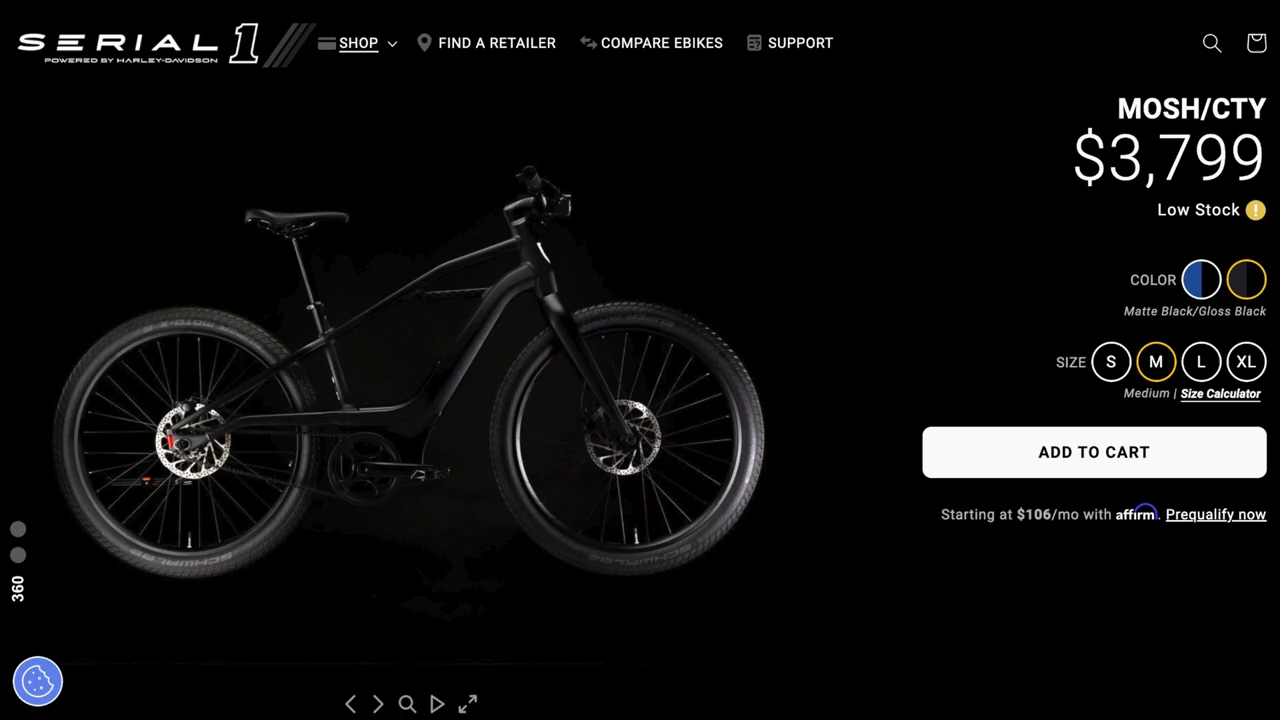 SERIAL 1
POWERED BY HARLEY-DAVIDSON
SHOP
FIND A RETAILER
COMPARE EBIKES
SUPPORT
MOSH/CTY
$3,799
Low Stock !
COLOR
Matte Black/Gloss Black
SIZE S M L XL
Medium | Size Calculator
ADD TO CART
Starting at $106/mo with affirm. Prequalify now
SCHWALBE
360